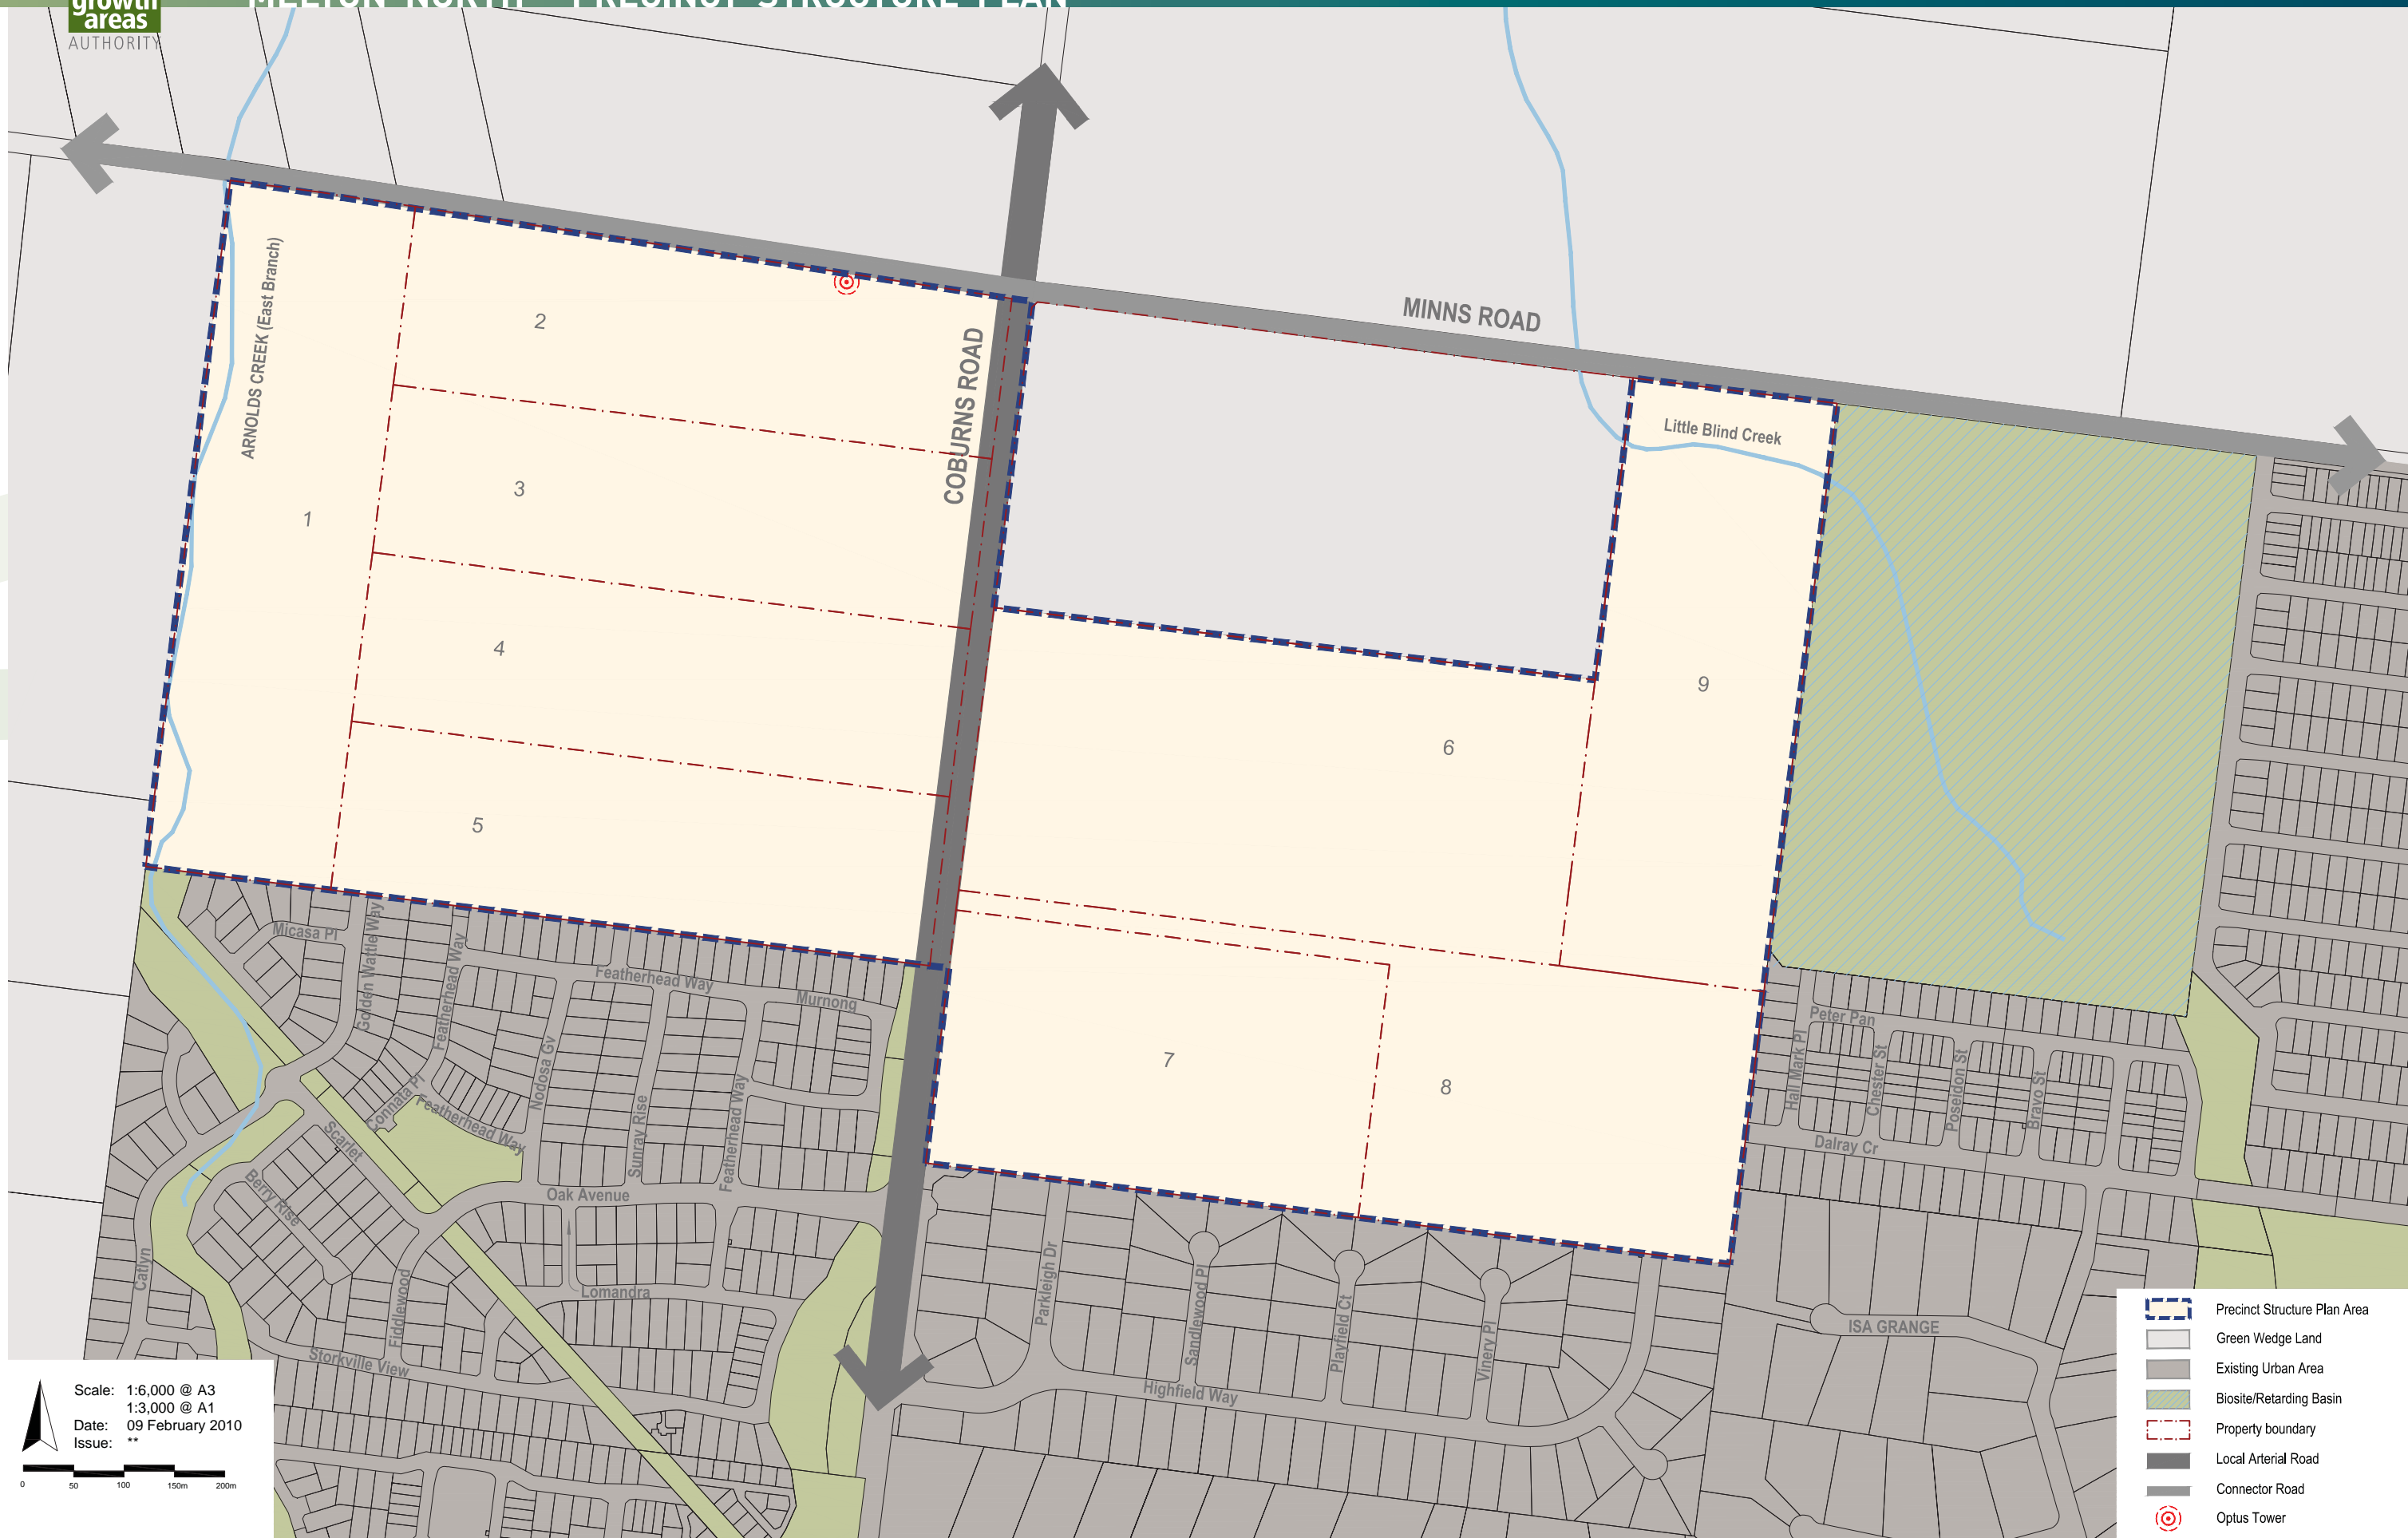 growth
areas
AUTHORITY
MELTON NORTH PRECINCT STRUCTURE PLAN
MINNS ROAD
COBURNS ROAD
ARNOLDS CREEK (East Branch)
Little Blind Creek
1
2
3
4
5
6
7
8
9
Micasa Pl
Golden Wattle Way
Featherhead Way
Featherhead Way
Murnong
Nodosa Gv
Sunray Rise
Featherhead Way
Connata Pl
Featherhead Way
Scarlet
Berry Rise
Oak Avenue
Catlyn
Fiddlewood
Lomandra
Storkville View
Parkleigh Dr
Sandlewood Pl
Playfield Ct
Vinery Pl
Highfield Way
Peter Pan
Hall Mark Pl
Chester St
Poseidon St
Bravo St
Dalray Cr
ISA GRANGE
Scale: 1:6,000 @ A3
1:3,000 @ A1
Date: 09 February 2010
Issue: **
0 50 100 150m 200m
Precinct Structure Plan Area
Green Wedge Land
Existing Urban Area
Biosite/Retarding Basin
Property boundary
Local Arterial Road
Connector Road
Optus Tower